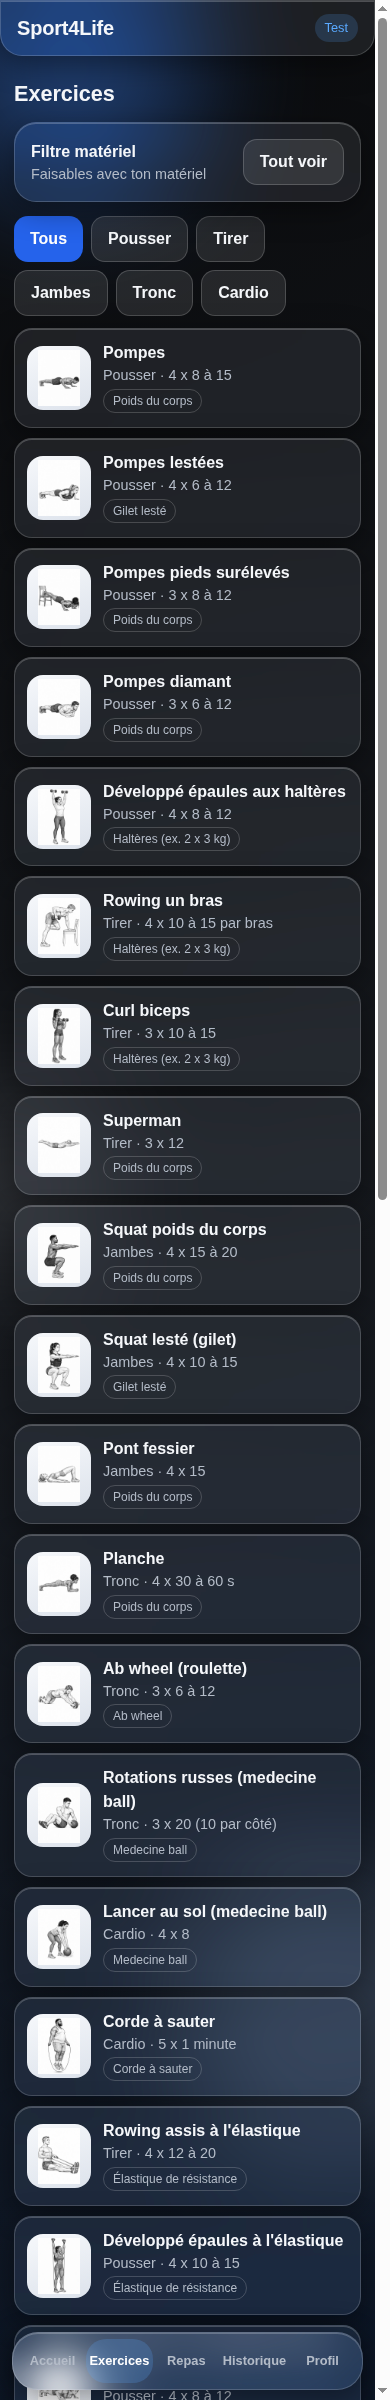 Sport4Life
Test
Exercices
Filtre matériel
Faisables avec ton matériel
Tout voir
Tous
Pousser
Tirer
Jambes
Tronc
Cardio
Pompes
Pousser · 4 x 8 à 15
Poids du corps
Pompes lestées
Pousser · 4 x 6 à 12
Gilet lesté
Pompes pieds surélevés
Pousser · 3 x 8 à 12
Poids du corps
Pompes diamant
Pousser · 3 x 6 à 12
Poids du corps
Développé épaules aux haltères
Pousser · 4 x 8 à 12
Haltères (ex. 2 x 3 kg)
Rowing un bras
Tirer · 4 x 10 à 15 par bras
Haltères (ex. 2 x 3 kg)
Curl biceps
Tirer · 3 x 10 à 15
Haltères (ex. 2 x 3 kg)
Superman
Tirer · 3 x 12
Poids du corps
Squat poids du corps
Jambes · 4 x 15 à 20
Poids du corps
Squat lesté (gilet)
Jambes · 4 x 10 à 15
Gilet lesté
Pont fessier
Jambes · 4 x 15
Poids du corps
Planche
Tronc · 4 x 30 à 60 s
Poids du corps
Ab wheel (roulette)
Tronc · 3 x 6 à 12
Ab wheel
Rotations russes (medecine
ball)
Tronc · 3 x 20 (10 par côté)
Medecine ball
Lancer au sol (medecine ball)
Cardio · 4 x 8
Medecine ball
Corde à sauter
Cardio · 5 x 1 minute
Corde à sauter
Rowing assis à l'élastique
Tirer · 4 x 12 à 20
Élastique de résistance
Développé épaules à l'élastique
Pousser · 4 x 10 à 15
Élastique de résistance
Accueil
Exercices
Repas
Historique
Profil
Pousser · 4 x 8 à 12